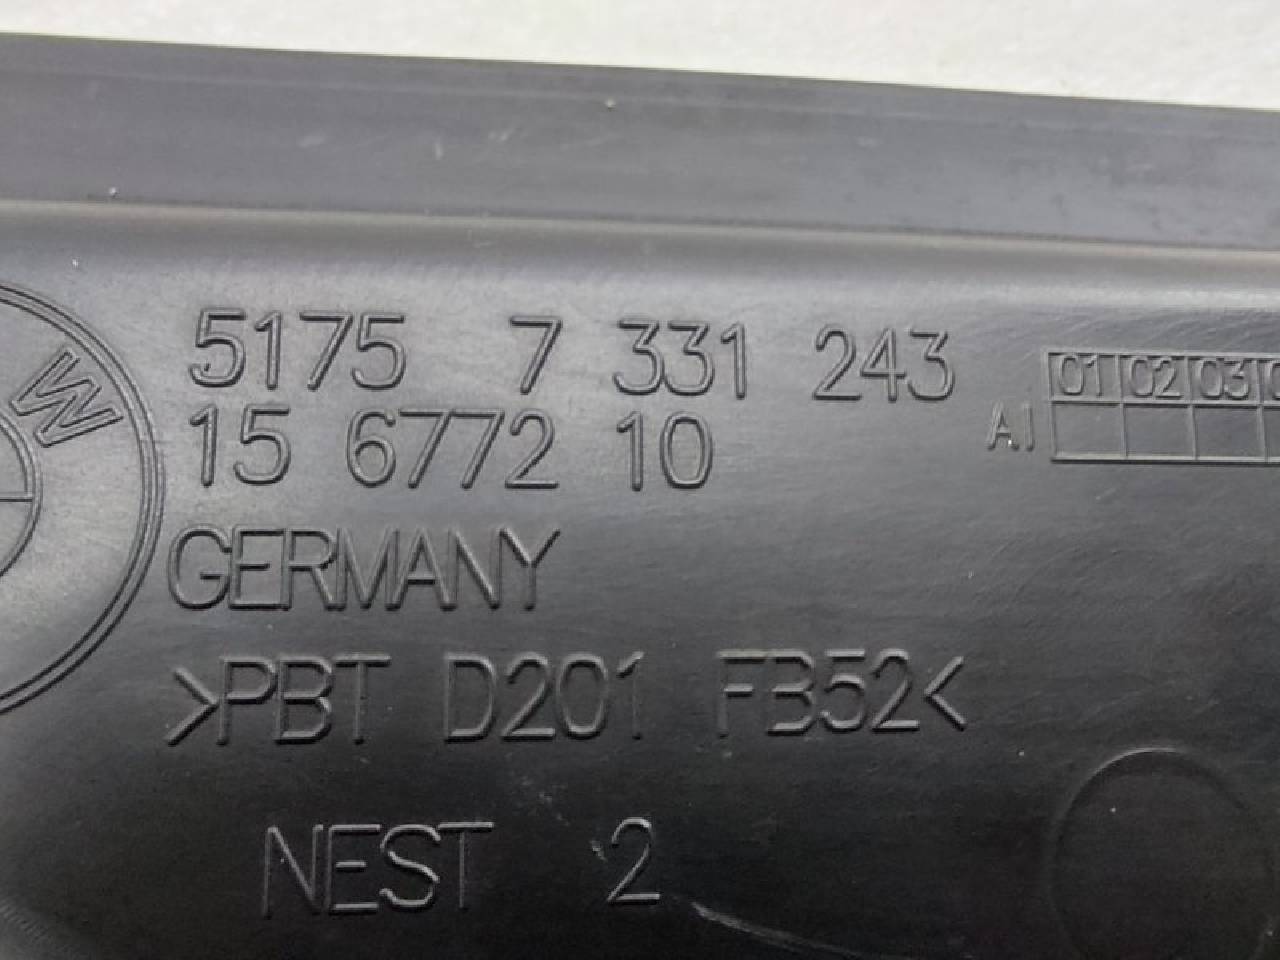 5175 7 331 243
15 6772 10
GERMANY
>PBT D201 FB52<
NEST 2
W
01 02 03
A1